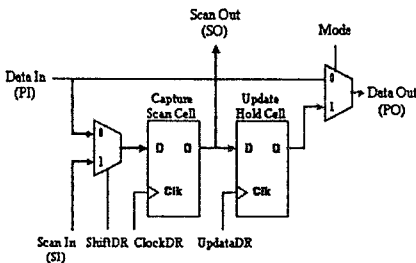 Scan Out
(SO)
Mode
Data In
(PI)
Capture
Scan Cell
Update
Hold Cell
0
1
Data Out
(PO)
0
1
D Q
Clk
D Q
Clk
Scan In
(SI)
ShiftDR
ClockDR
UpdataDR